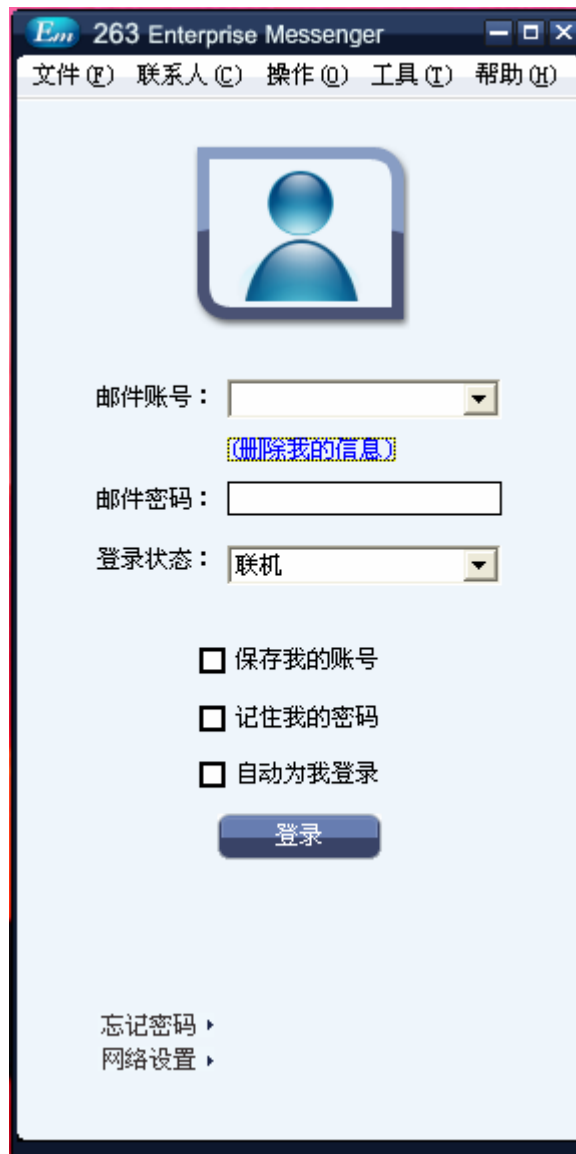 Em 263 Enterprise Messenger
文件(F) 联系人(C) 操作(O) 工具(T) 帮助(H)
邮件账号：
(删除我的信息)
邮件密码：
登录状态： 联机
保存我的账号
记住我的密码
自动为我登录
登录
忘记密码
网络设置